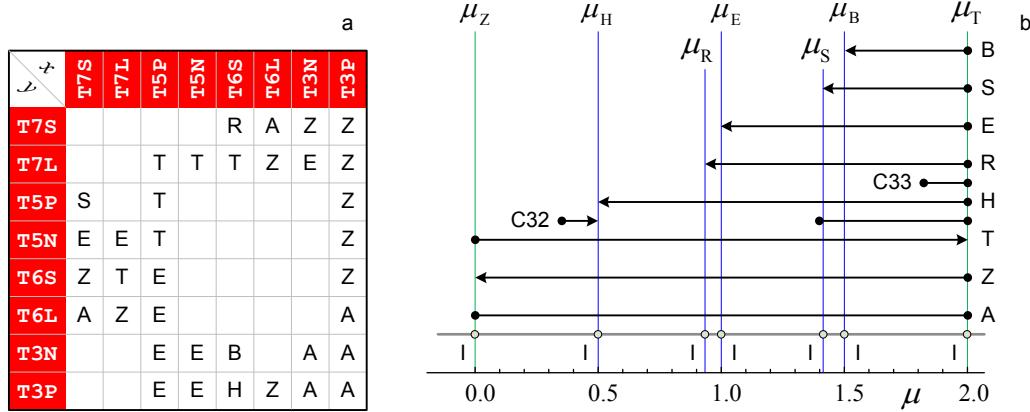 a
x
y
T7S T7L T5P T5N T6S T6L T3N T3P
T7S R A Z Z
T7L T T T Z E Z
T5P S T Z
T5N E E T Z
T6S Z T E Z
T6L A Z E A
T3N E E B A A
T3P E E H Z A A
b
μZ μH μE μB μT
μR μS
B
S
E
R
C33
H
C32
T
Z
A
I I I I I I I
0.0 0.5 1.0 1.5 μ 2.0